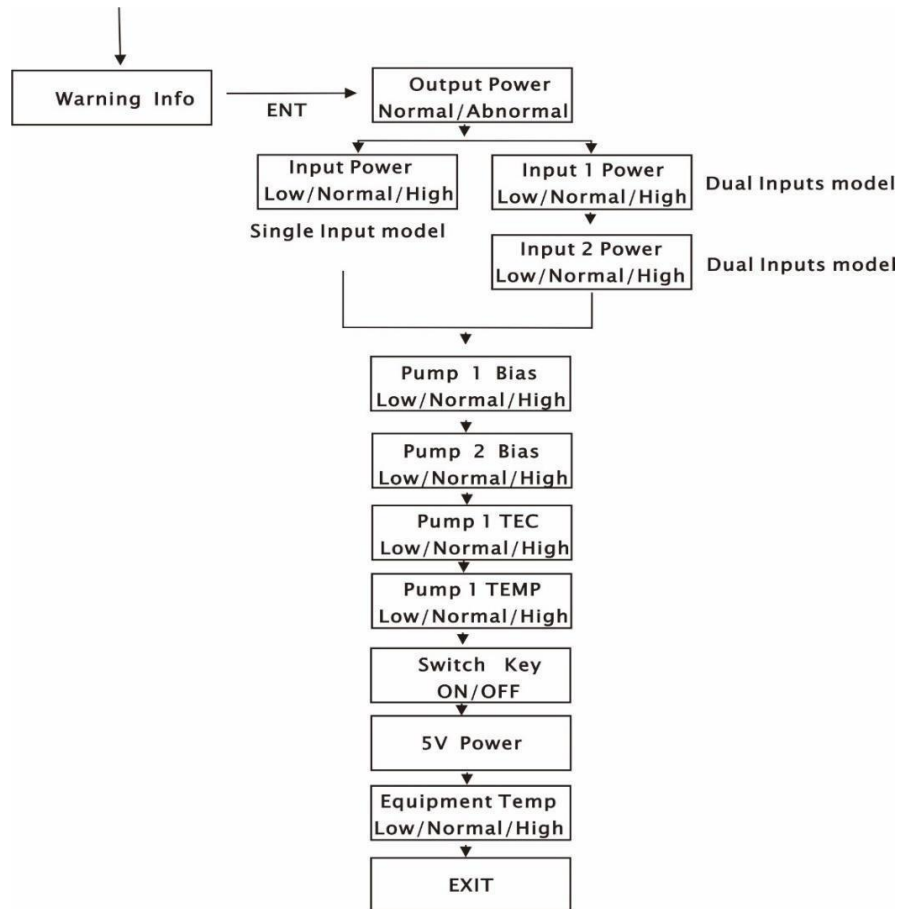 Warning Info
ENT
Output Power
Normal/Abnormal
Input Power
Low/Normal/High
Single Input model
Input 1 Power
Low/Normal/High
Dual Inputs model
Input 2 Power
Low/Normal/High
Dual Inputs model
Pump 1 Bias
Low/Normal/High
Pump 2 Bias
Low/Normal/High
Pump 1 TEC
Low/Normal/High
Pump 1 TEMP
Low/Normal/High
Switch Key
ON/OFF
5V Power
Equipment Temp
Low/Normal/High
EXIT